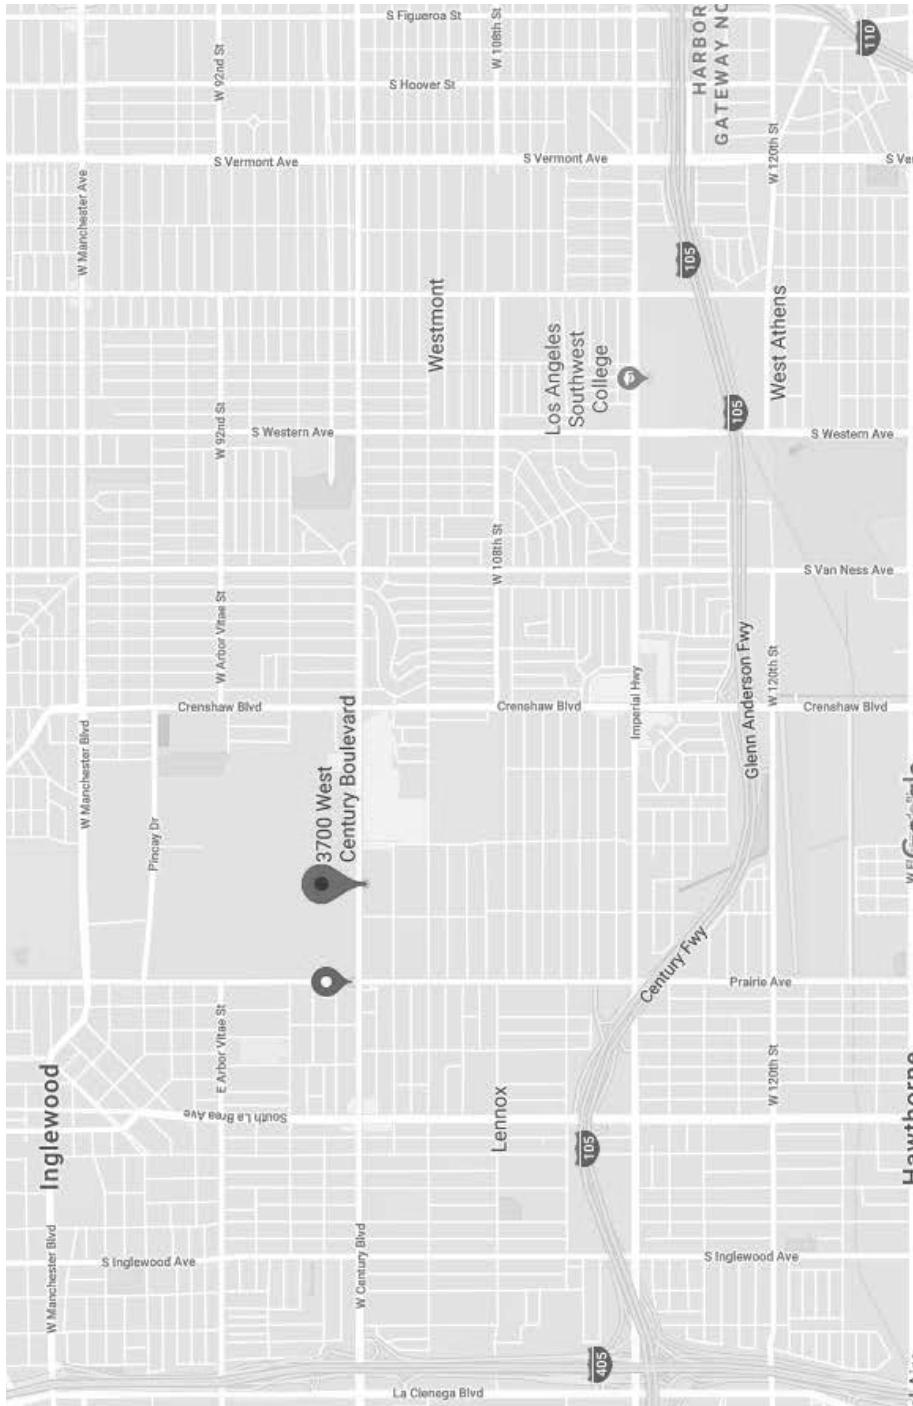 S Figueroa St
W 108th St
HARBOR
GATEWAY NO
110
W 92nd St
S Hoover St
W 120th St
S Vermont Ave
S Vermont Ave
S Ve
W Manchester Ave
105
Westmont
West Athens
Los Angeles
Southwest
College
105
W 92nd St
S Western Ave
S Western Ave
W 108th St
S Van Ness Ave
W Arbor Vitae St
Glenn Anderson Fwy
W 120th St
Imperial Hwy
Crenshaw Blvd
Crenshaw Blvd
Crenshaw Blvd
W Manchester Blvd
3700 West
Century Boulevard
Pincay Dr
Century Fwy
Prairie Ave
E Arbor Vitae St
W 120th St
Inglewood
South La Brea Ave
Lennox
Hawthorne
105
W Manchester Blvd
S Inglewood Ave
W Century Blvd
S Inglewood Ave
405
La Cienega Blvd